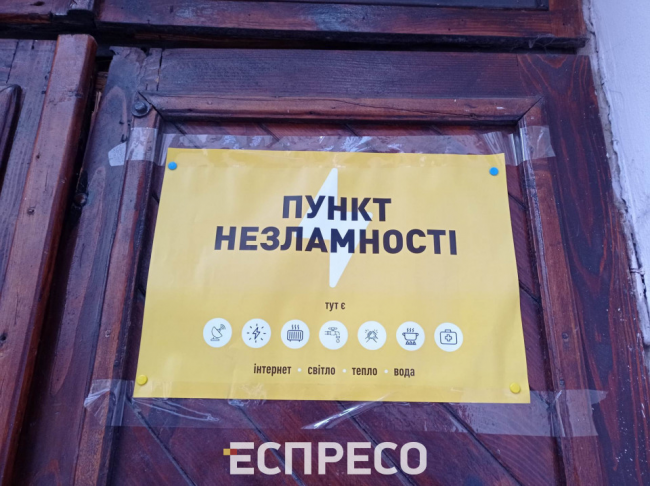 ПУНКТ
НЕЗЛАМНОСТІ
тут є
інтернет • світло • тепло • вода
ЕСПРЕСО